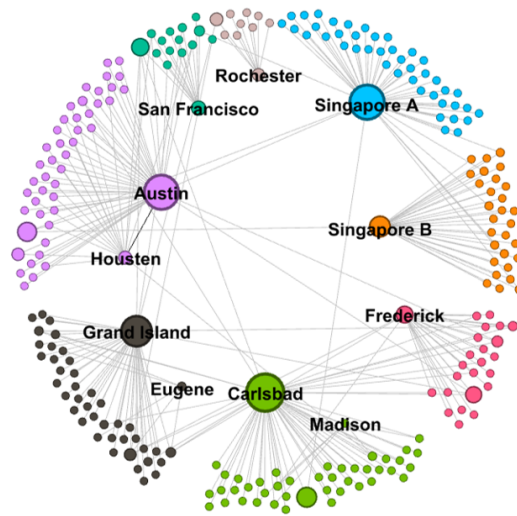 Rochester
Singapore A
San Francisco
Austin
Singapore B
Housten
Frederick
Grand Island
Eugene
Carlsbad
Madison